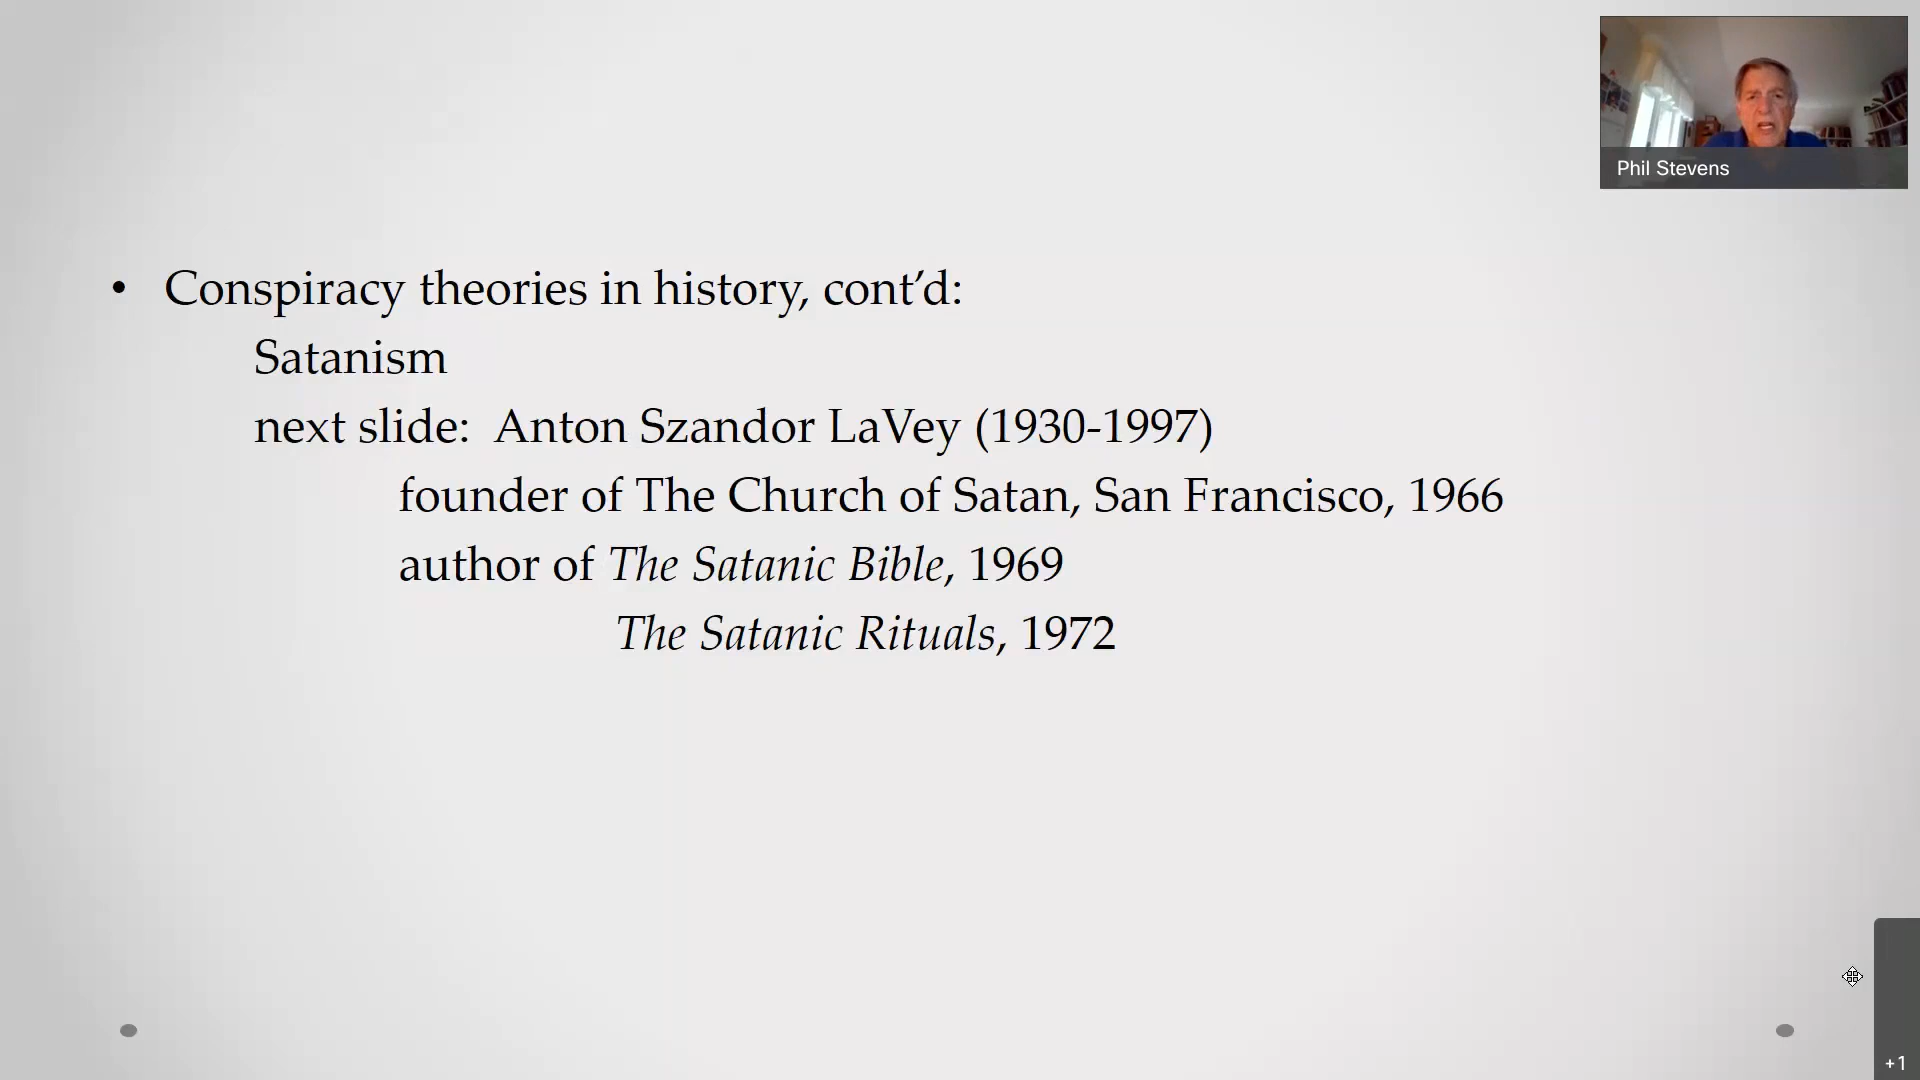 Phil Stevens
• Conspiracy theories in history, cont’d:
Satanism
next slide: Anton Szandor LaVey (1930-1997)
founder of The Church of Satan, San Francisco, 1966
author of The Satanic Bible, 1969
The Satanic Rituals, 1972
+1